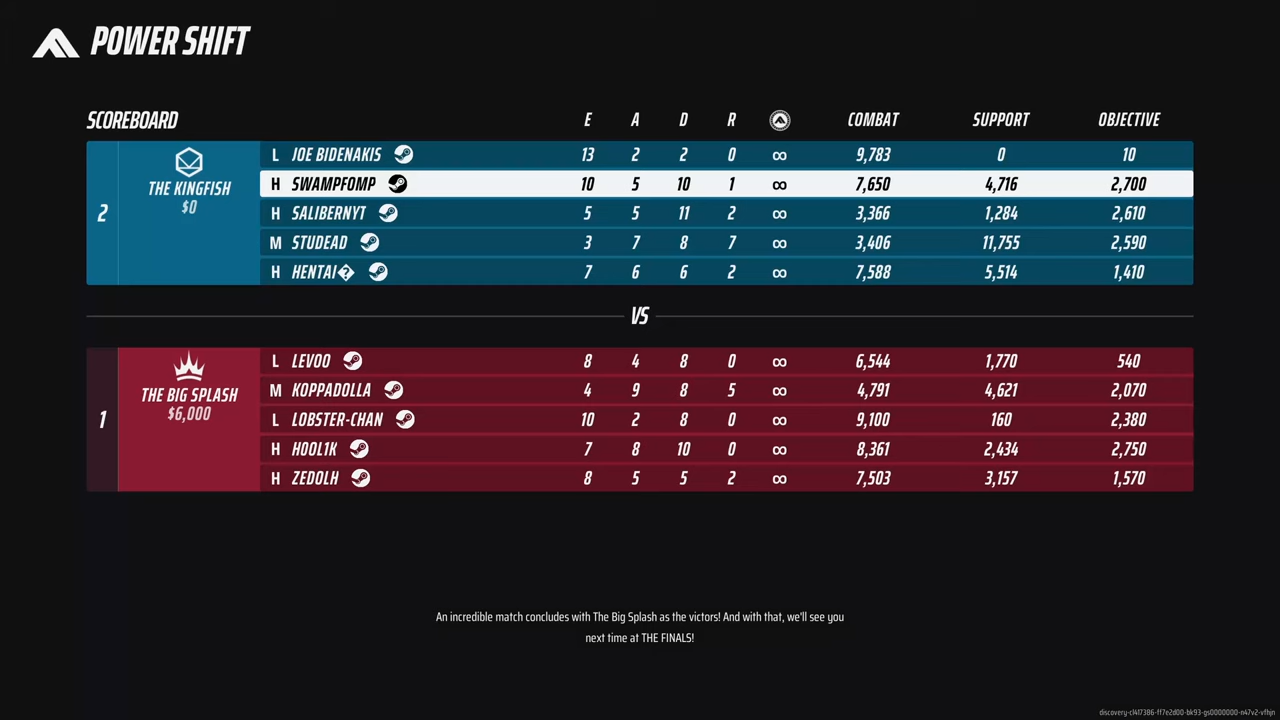 POWER SHIFT
SCOREBOARD E A D R COMBAT SUPPORT OBJECTIVE
2 THE KINGFISH
$0
L JOE BIDENAKIS 13 2 2 0 ∞ 9,783 0 10
H SWAMPFOMP 10 5 10 1 ∞ 7,650 4,716 2,700
H SALIBERNYT 5 5 11 2 ∞ 3,366 1,284 2,610
M STUDEAD 3 7 8 7 ∞ 3,406 11,755 2,590
H HENTAI� 7 6 6 2 ∞ 7,588 5,514 1,410
VS
1 THE BIG SPLASH
$6,000
L LEVOO 8 4 8 0 ∞ 6,544 1,770 540
M KOPPADOLLA 4 9 8 5 ∞ 4,791 4,621 2,070
L LOBSTER-CHAN 10 2 8 0 ∞ 9,100 160 2,380
H HOOL1K 7 8 10 0 ∞ 8,361 2,434 2,750
H ZEDOLH 8 5 5 2 ∞ 7,503 3,157 1,570
An incredible match concludes with The Big Splash as the victors! And with that, we'll see you
next time at THE FINALS!
discovery-cl417386-ff7e2d00-bk93-gs0000000-n47v2-vfhjn